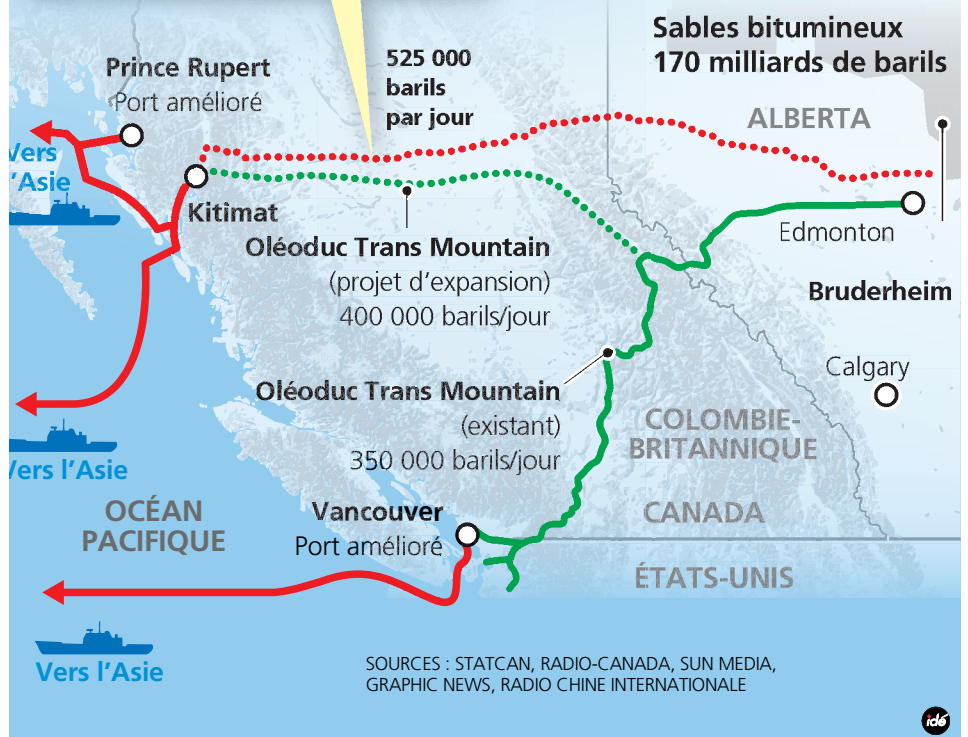 Sables bitumineux
170 milliards de barils
525 000
barils
par jour
Prince Rupert
Port amélioré
ALBERTA
Vers
l'Asie
Kitimat
Edmonton
Oléoduc Trans Mountain
(projet d'expansion)
400 000 barils/jour
Bruderheim
Calgary
Oléoduc Trans Mountain
(existant)
350 000 barils/jour
COLOMBIE-
BRITANNIQUE
Vers l'Asie
OCÉAN
PACIFIQUE
Vancouver
Port amélioré
CANADA
ÉTATS-UNIS
Vers l'Asie
SOURCES : STATCAN, RADIO-CANADA, SUN MEDIA,
GRAPHIC NEWS, RADIO CHINE INTERNATIONALE
idé